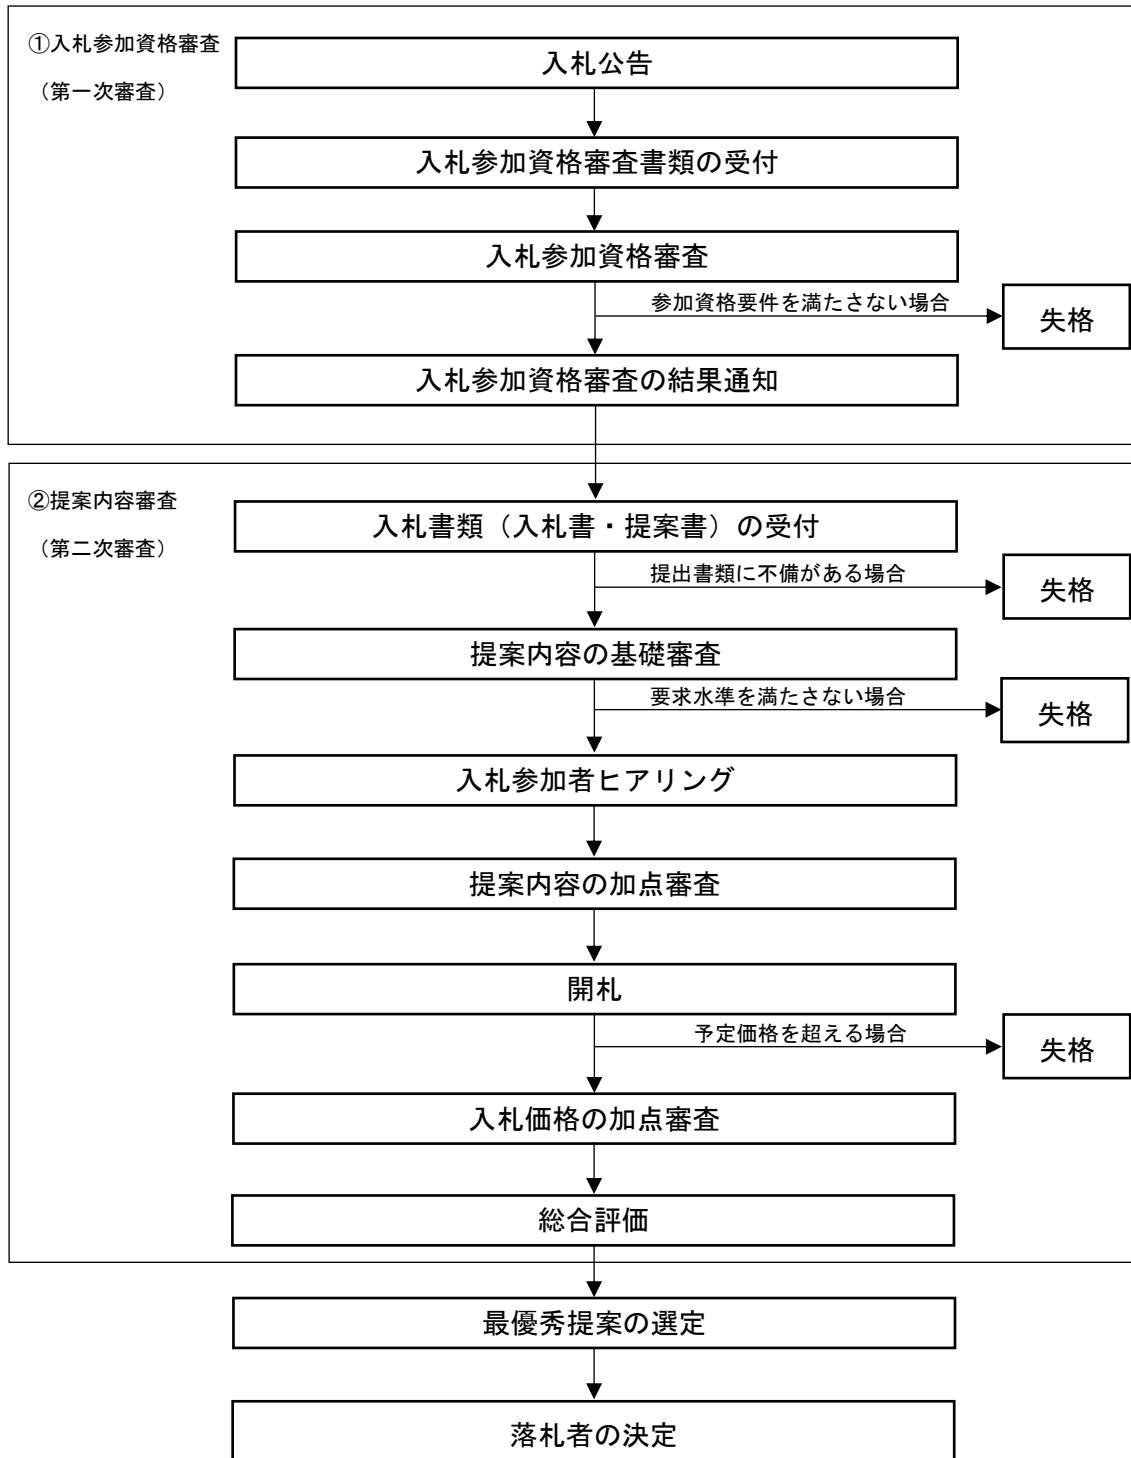 ①入札参加資格審査
（第一次審査）
入札公告
入札参加資格審査書類の受付
入札参加資格審査
参加資格要件を満たさない場合
失格
入札参加資格審査の結果通知
②提案内容審査
（第二次審査）
入札書類（入札書・提案書）の受付
提出書類に不備がある場合
失格
提案内容の基礎審査
要求水準を満たさない場合
失格
入札参加者ヒアリング
提案内容の加点審査
開札
予定価格を超える場合
失格
入札価格の加点審査
総合評価
最優秀提案の選定
落札者の決定